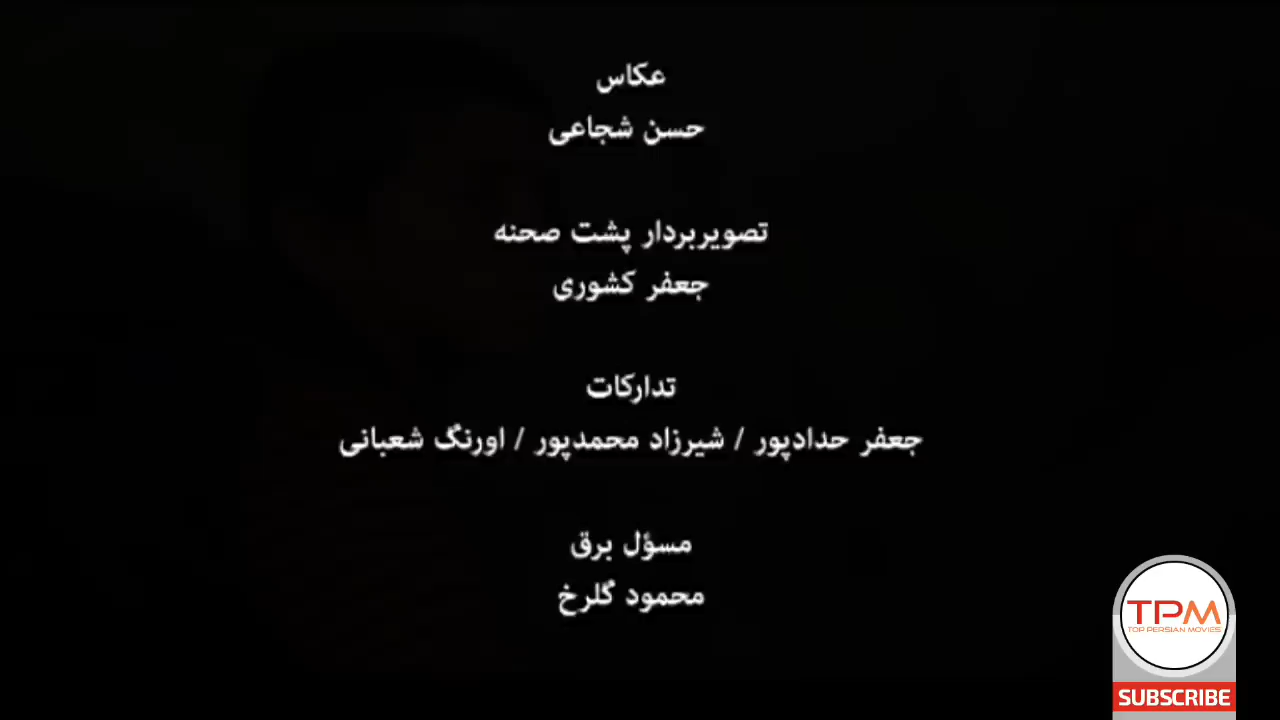 عکاس
حسن شجاعی
تصویربردار پشت صحنه
جعفر کشوری
تدارکات
جعفر حدادپور / شیرزاد محمدپور / اورنگ شعبانی
مسؤل برق
محمود گلرخ
TPM
TOP PERSIAN MOVIES
SUBSCRIBE